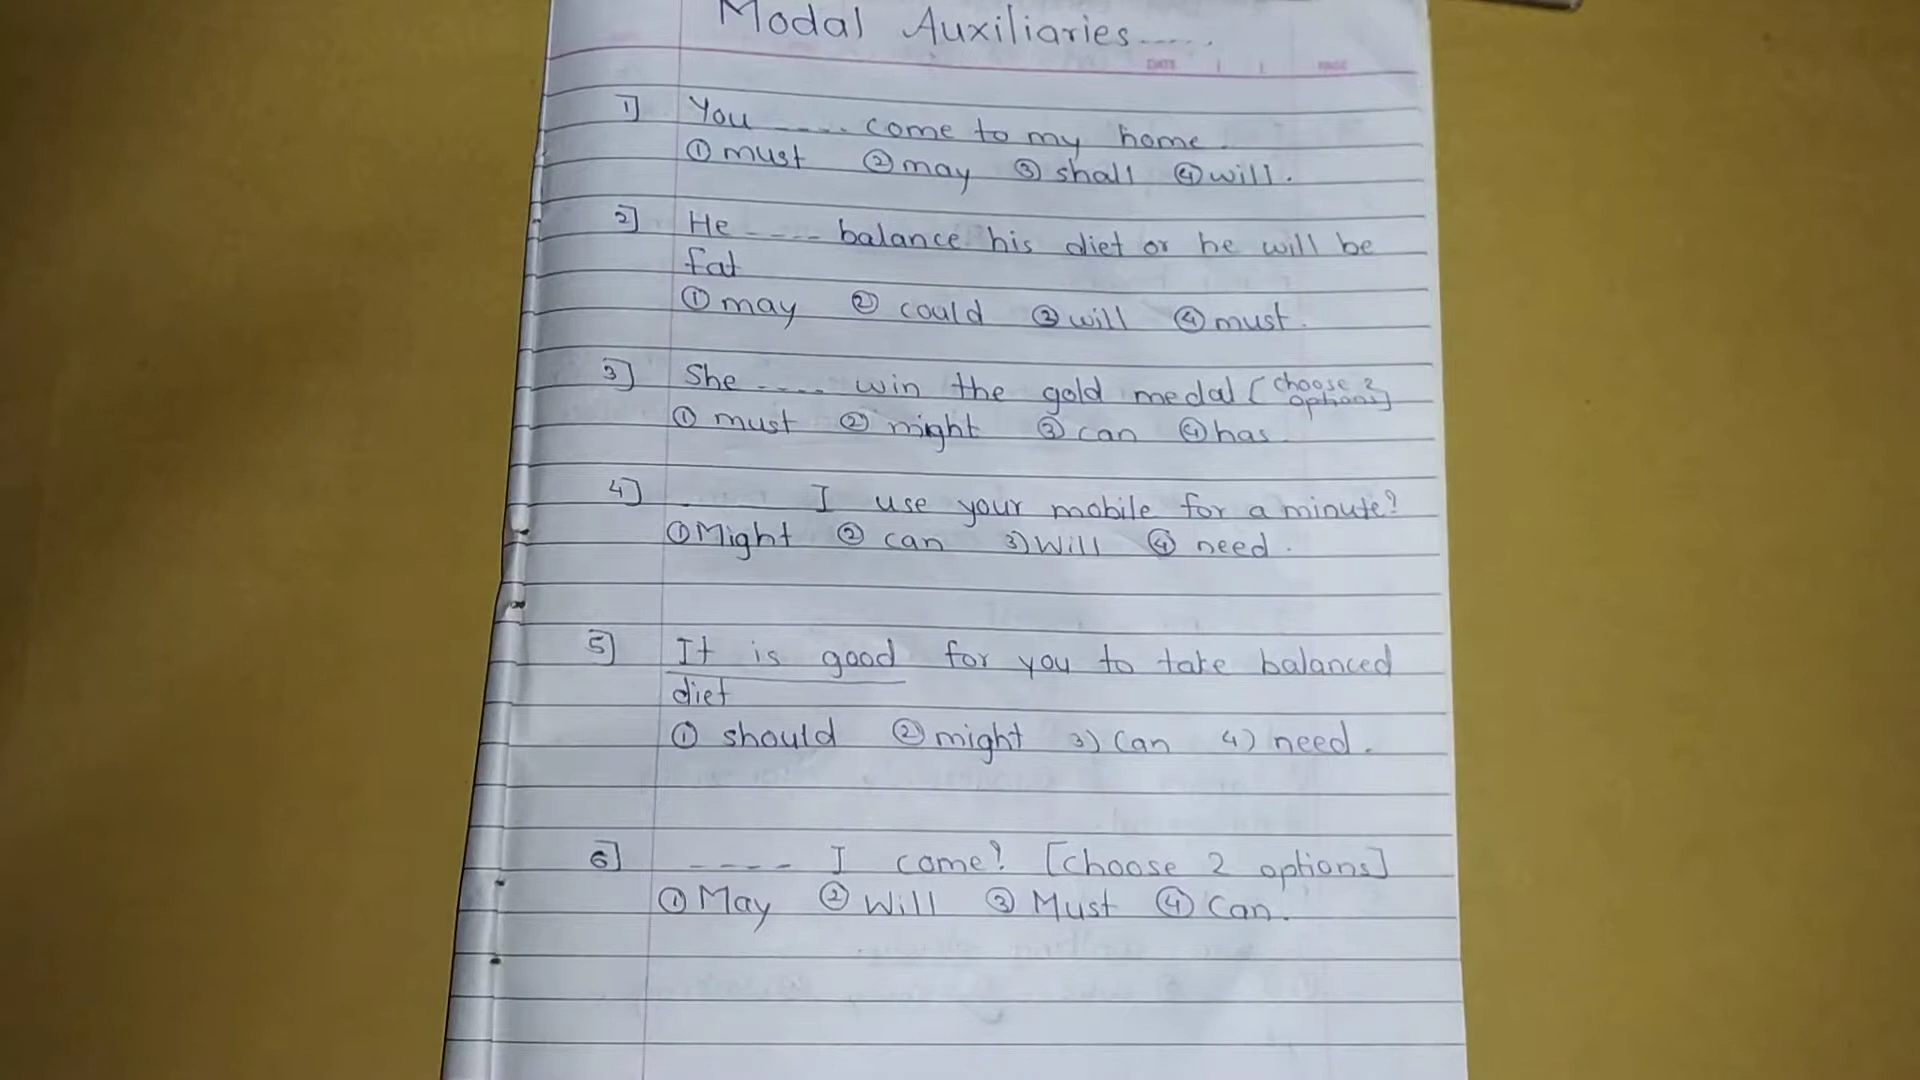 Modal Auxiliaries.....
DATE | | PAGE
1] You .... come to my home.
① must ② may ③ shall ④ will.
2] He .... balance his diet or he will be
fat
① may ② could ③ will ④ must.
3] She .... win the gold medal [choose 2
options]
① must ② might ③ can ④ has.
4] .... I use your mobile for a minute?
① Might ② can 3) Will ④ need.
5] It is good for you to take balanced
diet
① should ② might 3) Can 4) need.
6] .... I come? [choose 2 options]
① May ② Will ③ Must ④ Can.